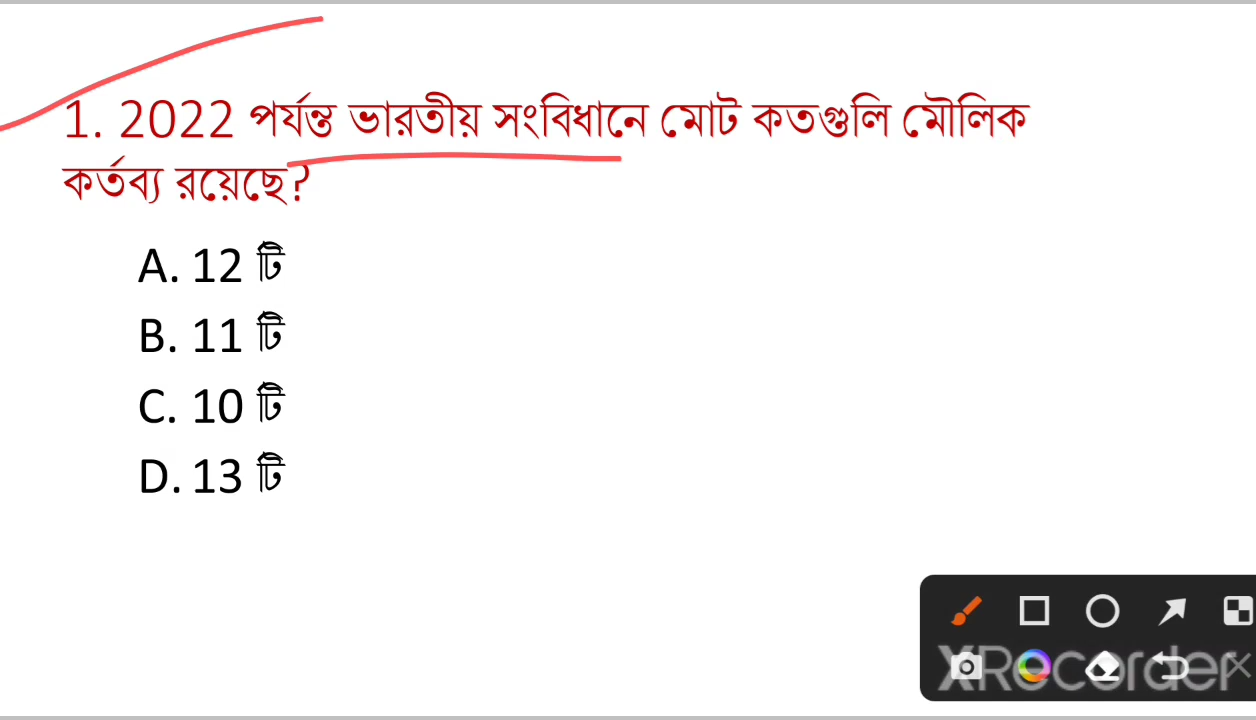 1. 2022 পর্যন্ত ভারতীয় সংবিধানে মোট কতগুলি মৌলিক
কর্তব্য রয়েছে?
A. 12 টি
B. 11 টি
C. 10 টি
D. 13 টি
XRecorder